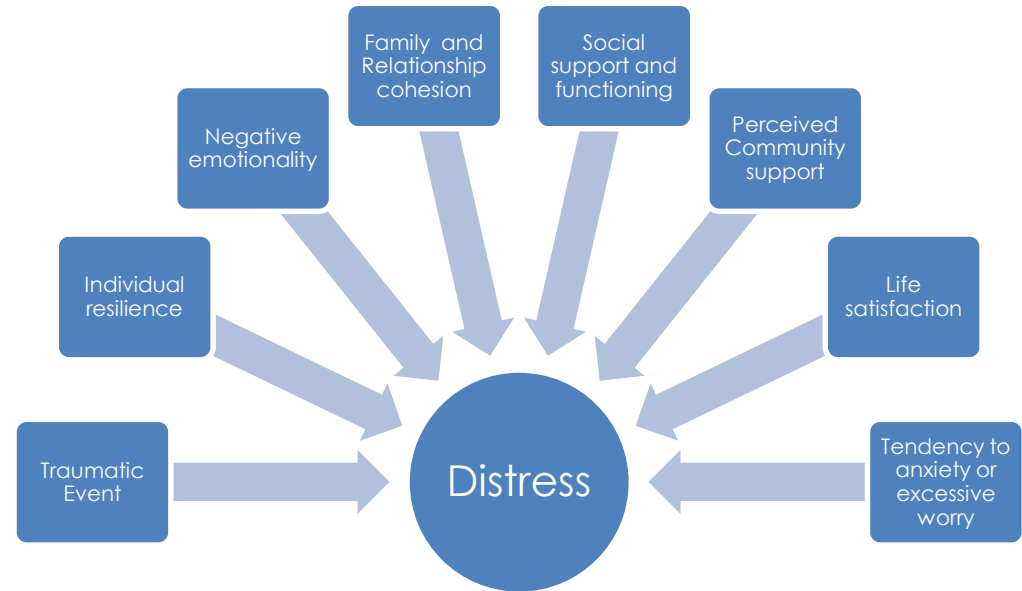 Family and
Relationship
cohesion
Social
support and
functioning
Negative
emotionality
Perceived
Community
support
Individual
resilience
Life
satisfaction
Traumatic
Event
Distress
Tendency to
anxiety or
excessive
worry